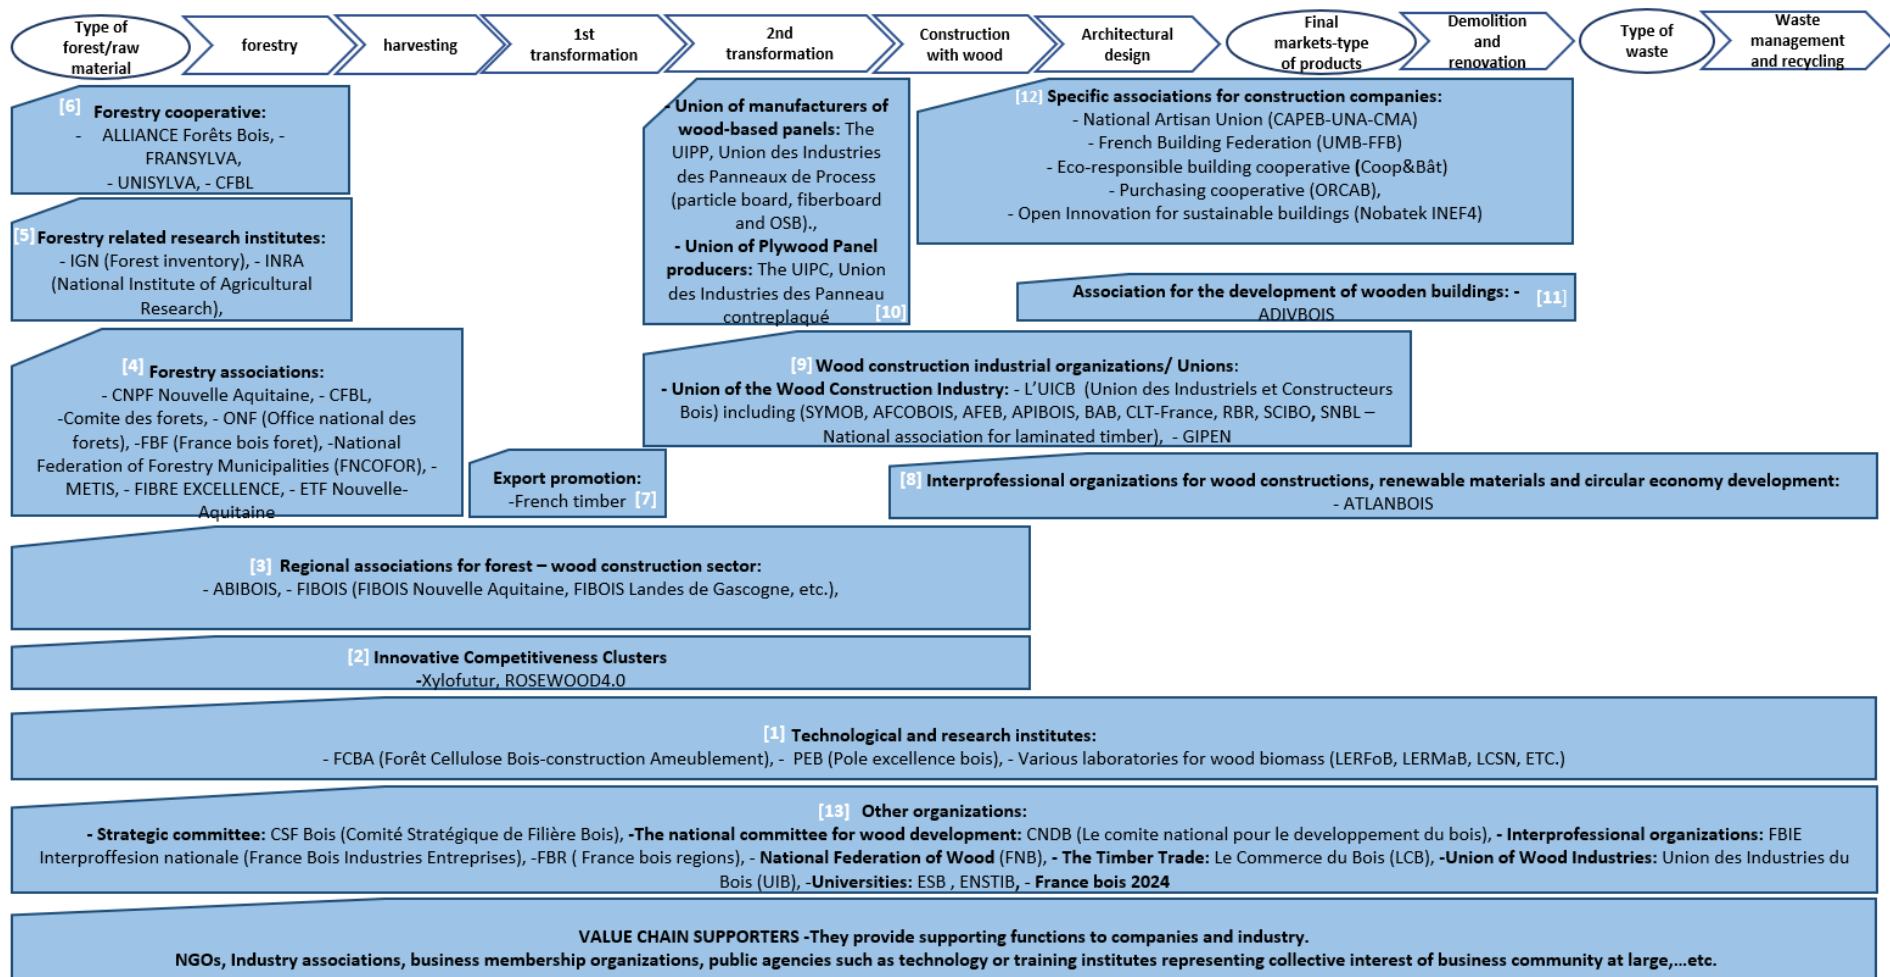 Type of
forest/raw
material
forestry
harvesting
1st
transformation
2nd
transformation
Construction
with wood
Architectural
design
Final
markets-type
of products
Demolition
and
renovation
Type of
waste
Waste
management
and recycling
[6] Forestry cooperative:
- ALLIANCE Forêts Bois, -
FRANSYLVA,
- UNISYLVA, - CFBL
[5] Forestry related research institutes:
- IGN (Forest inventory), - INRA
(National Institute of Agricultural
Research),
[4] Forestry associations:
- CNPF Nouvelle Aquitaine, - CFBL,
-Comite des forets, - ONF (Office national des
forets), -FBF (France bois foret), -National
Federation of Forestry Municipalities (FNCOFOR), -
METIS, - FIBRE EXCELLENCE, - ETF Nouvelle-
Aquitaine
Export promotion:
-French timber [7]
- Union of manufacturers of
wood-based panels: The
UIPP, Union des Industries
des Panneaux de Process
(particle board, fiberboard
and OSB).,
- Union of Plywood Panel
producers: The UIPC, Union
des Industries des Panneau
contreplaqué [10]
[12] Specific associations for construction companies:
- National Artisan Union (CAPEB-UNA-CMA)
- French Building Federation (UMB-FFB)
- Eco-responsible building cooperative (Coop&Bât)
- Purchasing cooperative (ORCAB),
- Open Innovation for sustainable buildings (Nobatek INEF4)
Association for the development of wooden buildings: - [11]
ADIVBOIS
[9] Wood construction industrial organizations/ Unions:
- Union of the Wood Construction Industry: - L’UICB (Union des Industriels et Constructeurs
Bois) including (SYMOB, AFCOBOIS, AFEB, APIBOIS, BAB, CLT-France, RBR, SCIBO, SNBL –
National association for laminated timber), - GIPEN
[8] Interprofessional organizations for wood constructions, renewable materials and circular economy development:
- ATLANBOIS
[3] Regional associations for forest – wood construction sector:
- ABIBOIS, - FIBOIS (FIBOIS Nouvelle Aquitaine, FIBOIS Landes de Gascogne, etc.),
[2] Innovative Competitiveness Clusters
-Xylofutur, ROSEWOOD4.0
[1] Technological and research institutes:
- FCBA (Forêt Cellulose Bois-construction Ameublement), - PEB (Pole excellence bois), - Various laboratories for wood biomass (LERFoB, LERMaB, LCSN, ETC.)
[13] Other organizations:
- Strategic committee: CSF Bois (Comité Stratégique de Filière Bois), -The national committee for wood development: CNDB (Le comite national pour le developpement du bois), - Interprofessional organizations: FBIE
Interproffesion nationale (France Bois Industries Entreprises), -FBR ( France bois regions), - National Federation of Wood (FNB), - The Timber Trade: Le Commerce du Bois (LCB), -Union of Wood Industries: Union des Industries du
Bois (UIB), -Universities: ESB , ENSTIB, - France bois 2024
VALUE CHAIN SUPPORTERS -They provide supporting functions to companies and industry.
NGOs, Industry associations, business membership organizations, public agencies such as technology or training institutes representing collective interest of business community at large,...etc.